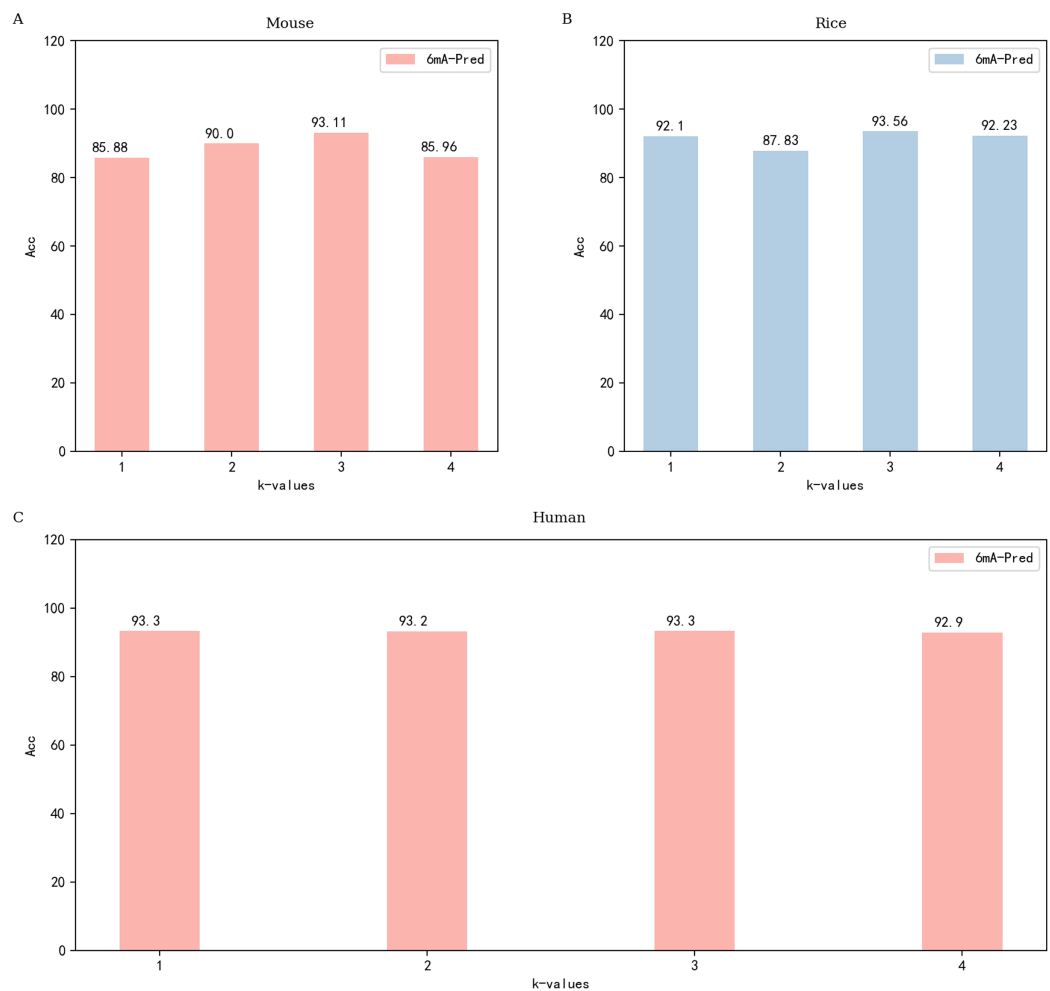 A
Mouse
120
100
80
60
40
20
0
Acc
6mA-Pred
85.88
90.0
93.11
85.96
1 2 3 4
k-values
B
Rice
120
100
80
60
40
20
0
Acc
6mA-Pred
92.1
87.83
93.56
92.23
1 2 3 4
k-values
C
Human
120
100
80
60
40
20
0
Acc
6mA-Pred
93.3
93.2
93.3
92.9
1 2 3 4
k-values